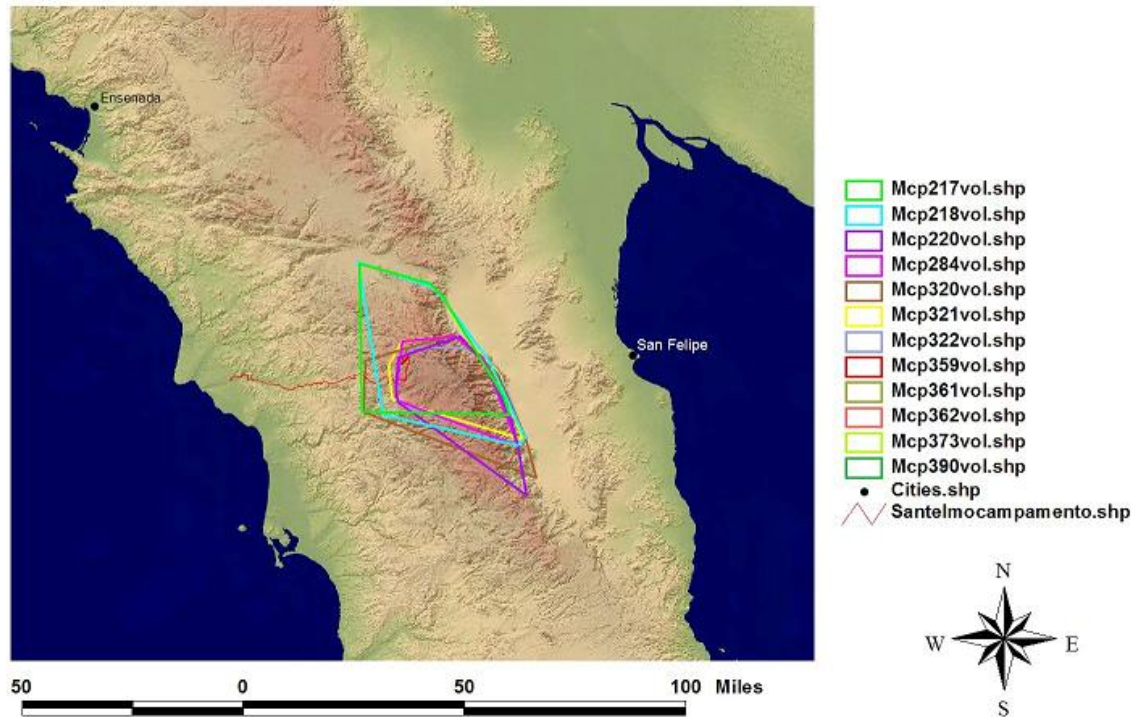 Ensenada
San Felipe
Mcp217vol.shp
Mcp218vol.shp
Mcp220vol.shp
Mcp284vol.shp
Mcp320vol.shp
Mcp321vol.shp
Mcp322vol.shp
Mcp359vol.shp
Mcp361vol.shp
Mcp362vol.shp
Mcp373vol.shp
Mcp390vol.shp
Cities.shp
Santelmocampamento.shp
N
W E
S
50 0 50 100 Miles